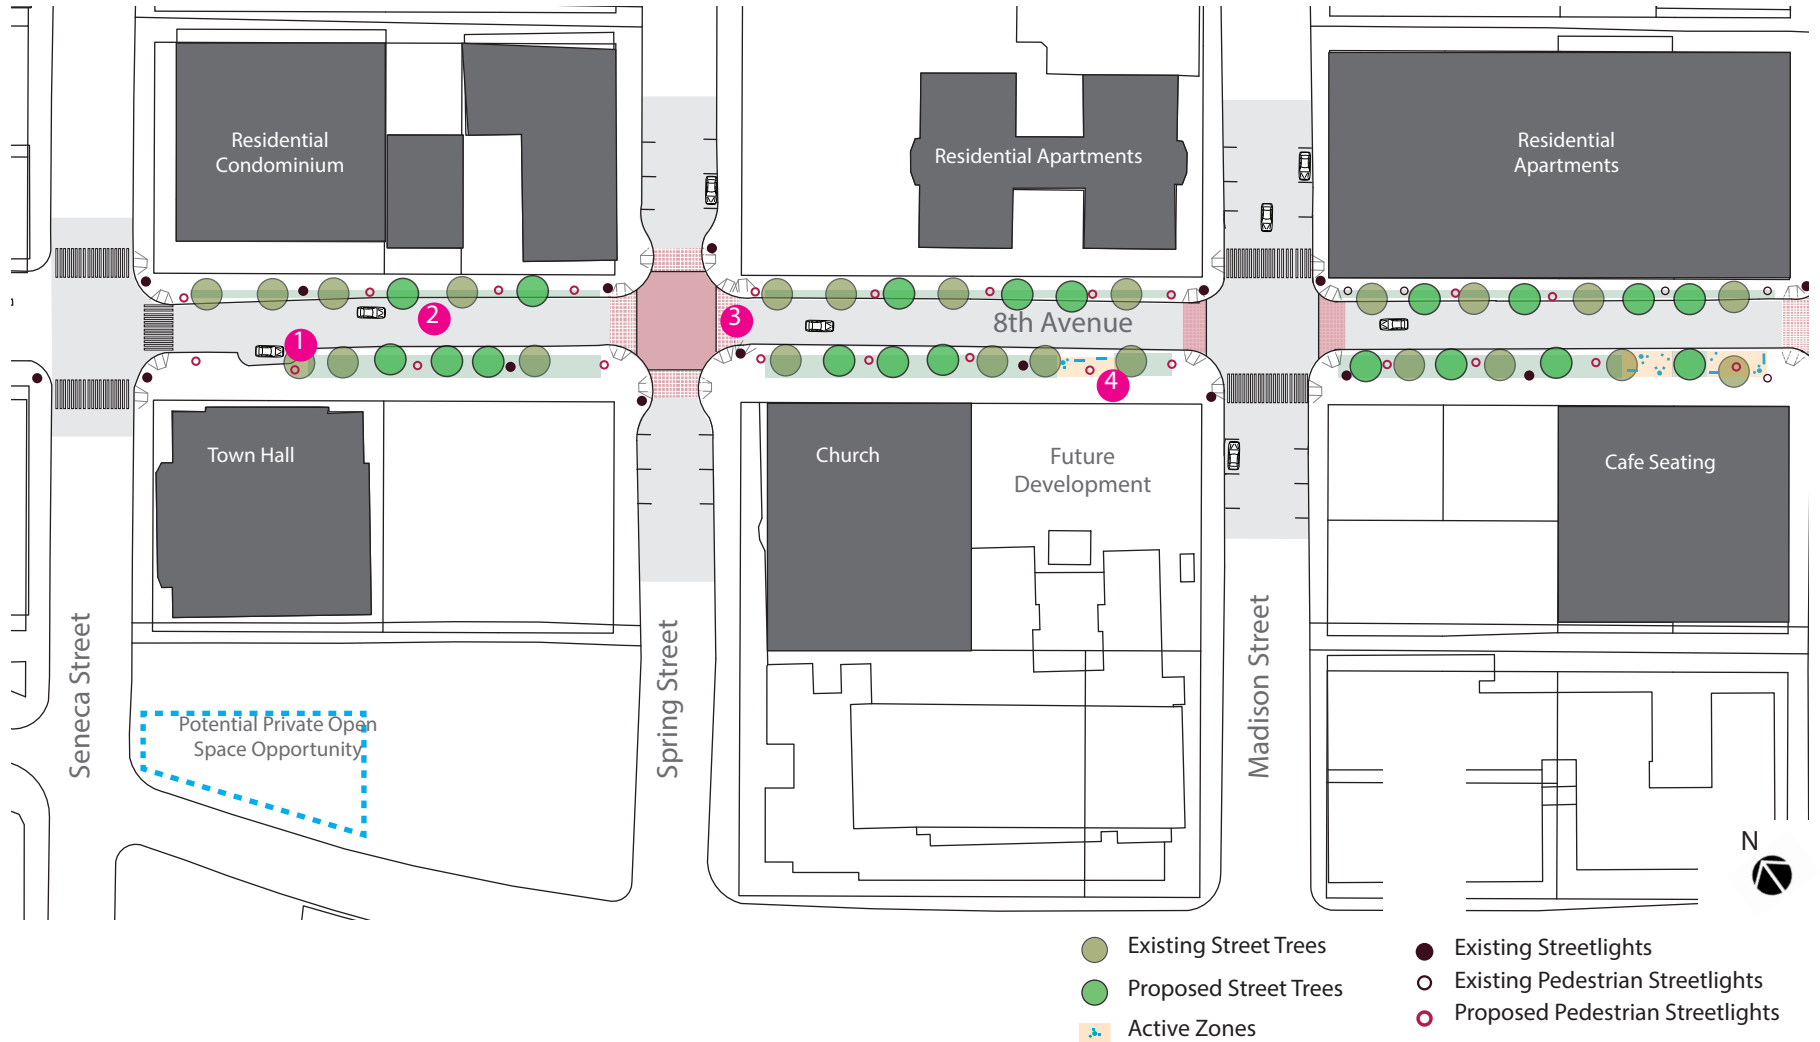 Residential
Condominium
Residential Apartments
Residential
Apartments
1
2
3
8th Avenue
4
Town Hall
Church
Future
Development
Cafe Seating
Seneca Street
Spring Street
Madison Street
Potential Private Open
Space Opportunity
N
Existing Street Trees
Proposed Street Trees
Active Zones
Existing Streetlights
Existing Pedestrian Streetlights
Proposed Pedestrian Streetlights